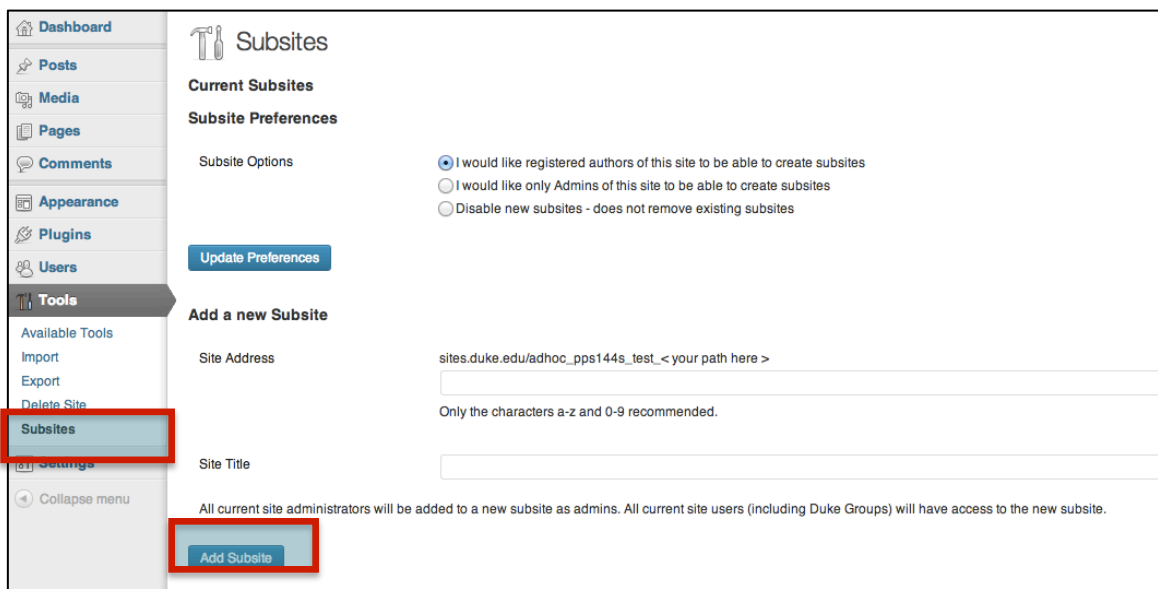 Dashboard
Posts
Media
Pages
Comments
Appearance
Plugins
Users
Tools
Available Tools
Import
Export
Delete Site
Subsites
Settings
Collapse menu
Subsites
Current Subsites
Subsite Preferences
Subsite Options
I would like registered authors of this site to be able to create subsites
I would like only Admins of this site to be able to create subsites
Disable new subsites - does not remove existing subsites
Update Preferences
Add a new Subsite
Site Address
sites.duke.edu/adhoc_pps144s_test_< your path here >
Only the characters a-z and 0-9 recommended.
Site Title
All current site administrators will be added to a new subsite as admins. All current site users (including Duke Groups) will have access to the new subsite.
Add Subsite